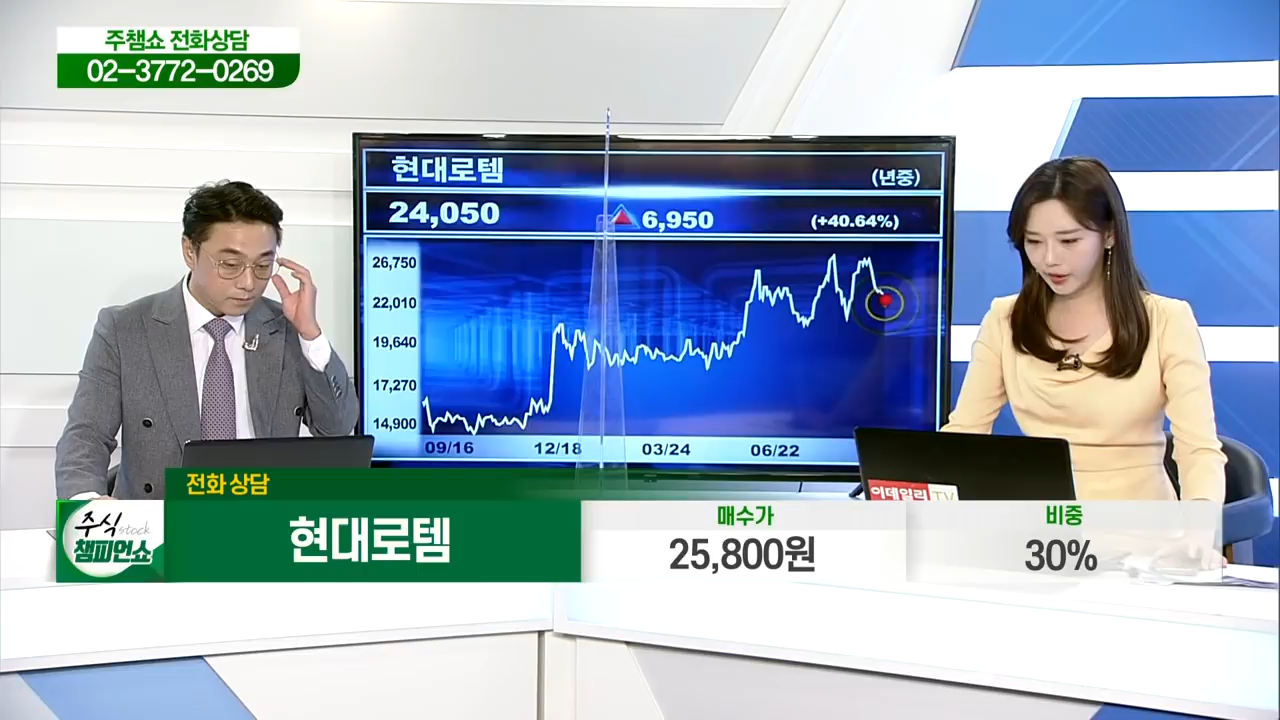 주챔쇼 전화상담
02-3772-0269
현대로템
(년중)
24,050 ▲ 6,950 (+40.64%)
26,750
22,010
19,640
17,270
14,900
09/16 12/18 03/24 06/22
이데일리 TV
전화 상담
주식 stock
챔피언쇼
현대로템
매수가
25,800원
비중
30%